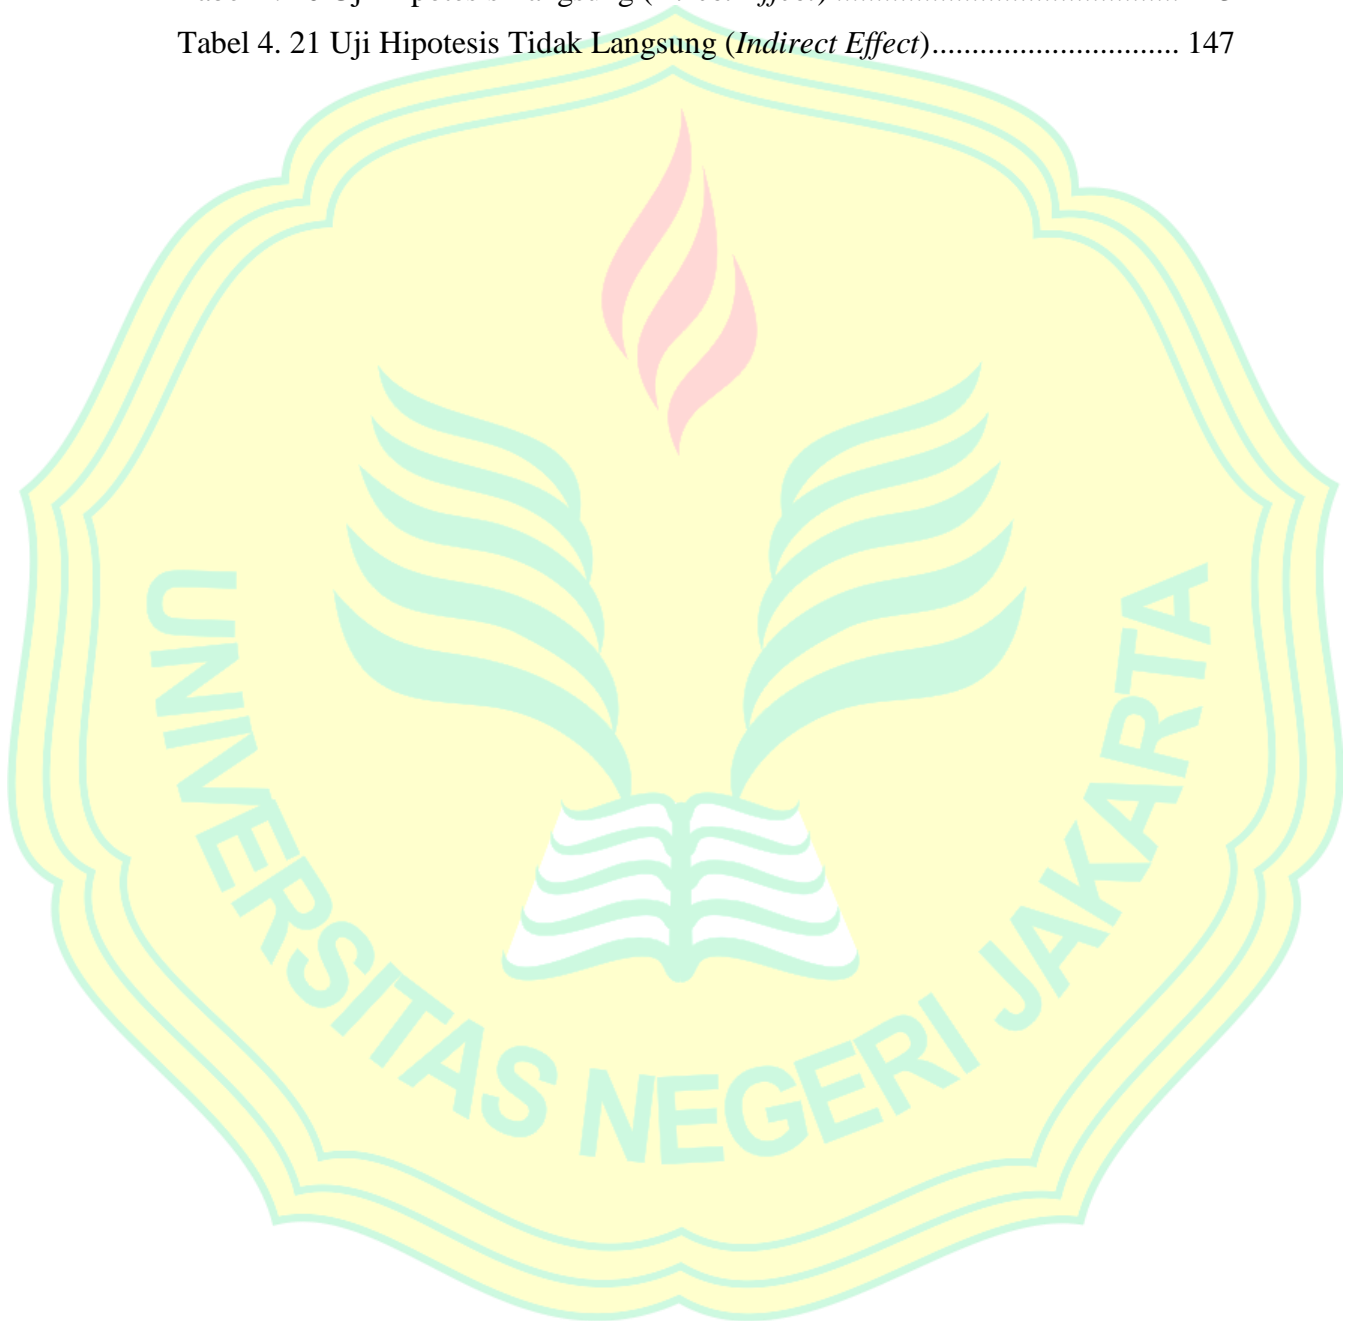 Tabel 4. 21 Uji Hipotesis Tidak Langsung (Indirect Effect)............................... 147
UNIVERSITAS NEGERI JAKARTA